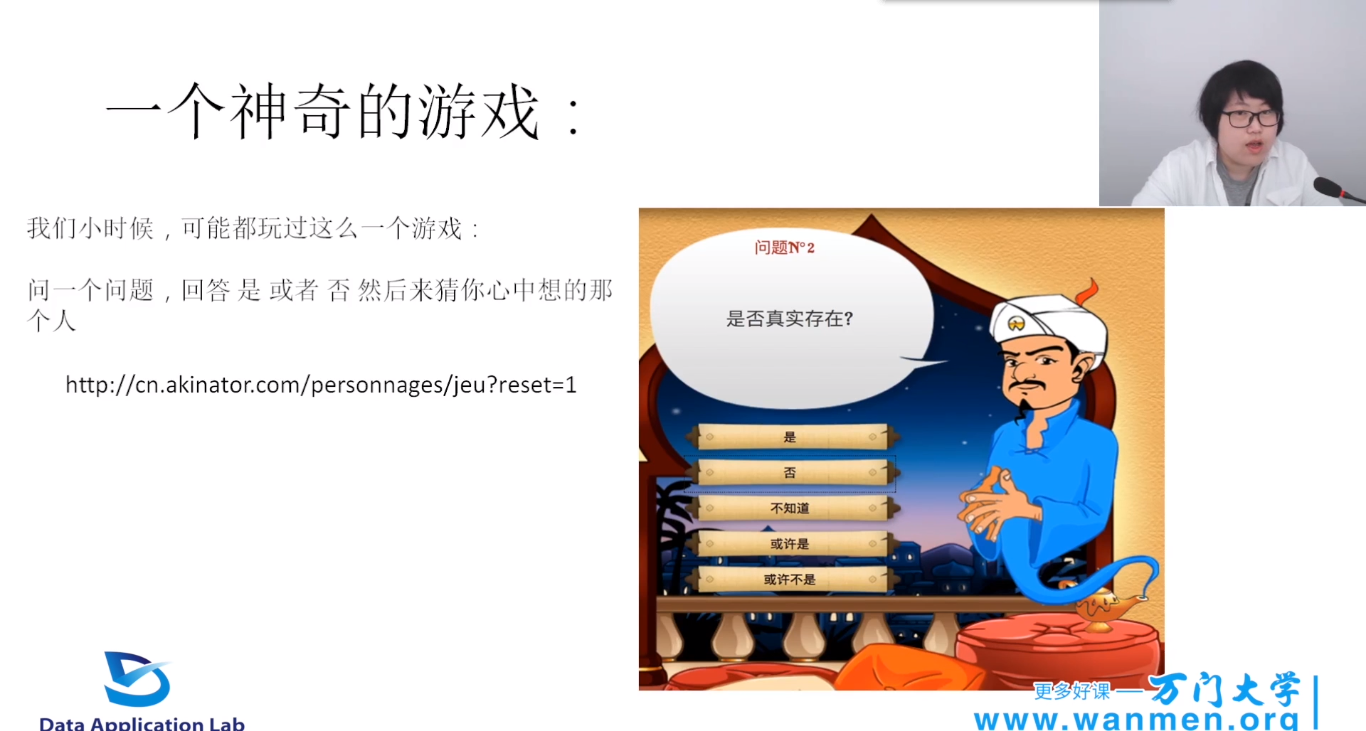 一个神奇的游戏：
我们小时候，可能都玩过这么一个游戏：
问一个问题，回答 是 或者 否 然后来猜你心中想的那
个人
http://cn.akinator.com/personnages/jeu?reset=1
问题N°2
是否真实存在?
是
否
不知道
或许是
或许不是
Data Application Lab
更多好课 — 万门大学
www.wanmen.org